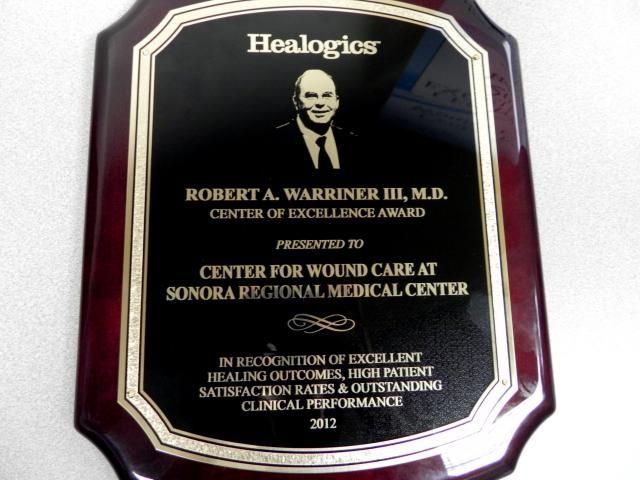 Healogics
ROBERT A. WARRINER III, M.D.
CENTER OF EXCELLENCE AWARD
PRESENTED TO
CENTER FOR WOUND CARE AT
SONORA REGIONAL MEDICAL CENTER
IN RECOGNITION OF EXCELLENT
HEALING OUTCOMES, HIGH PATIENT
SATISFACTION RATES & OUTSTANDING
CLINICAL PERFORMANCE
2012